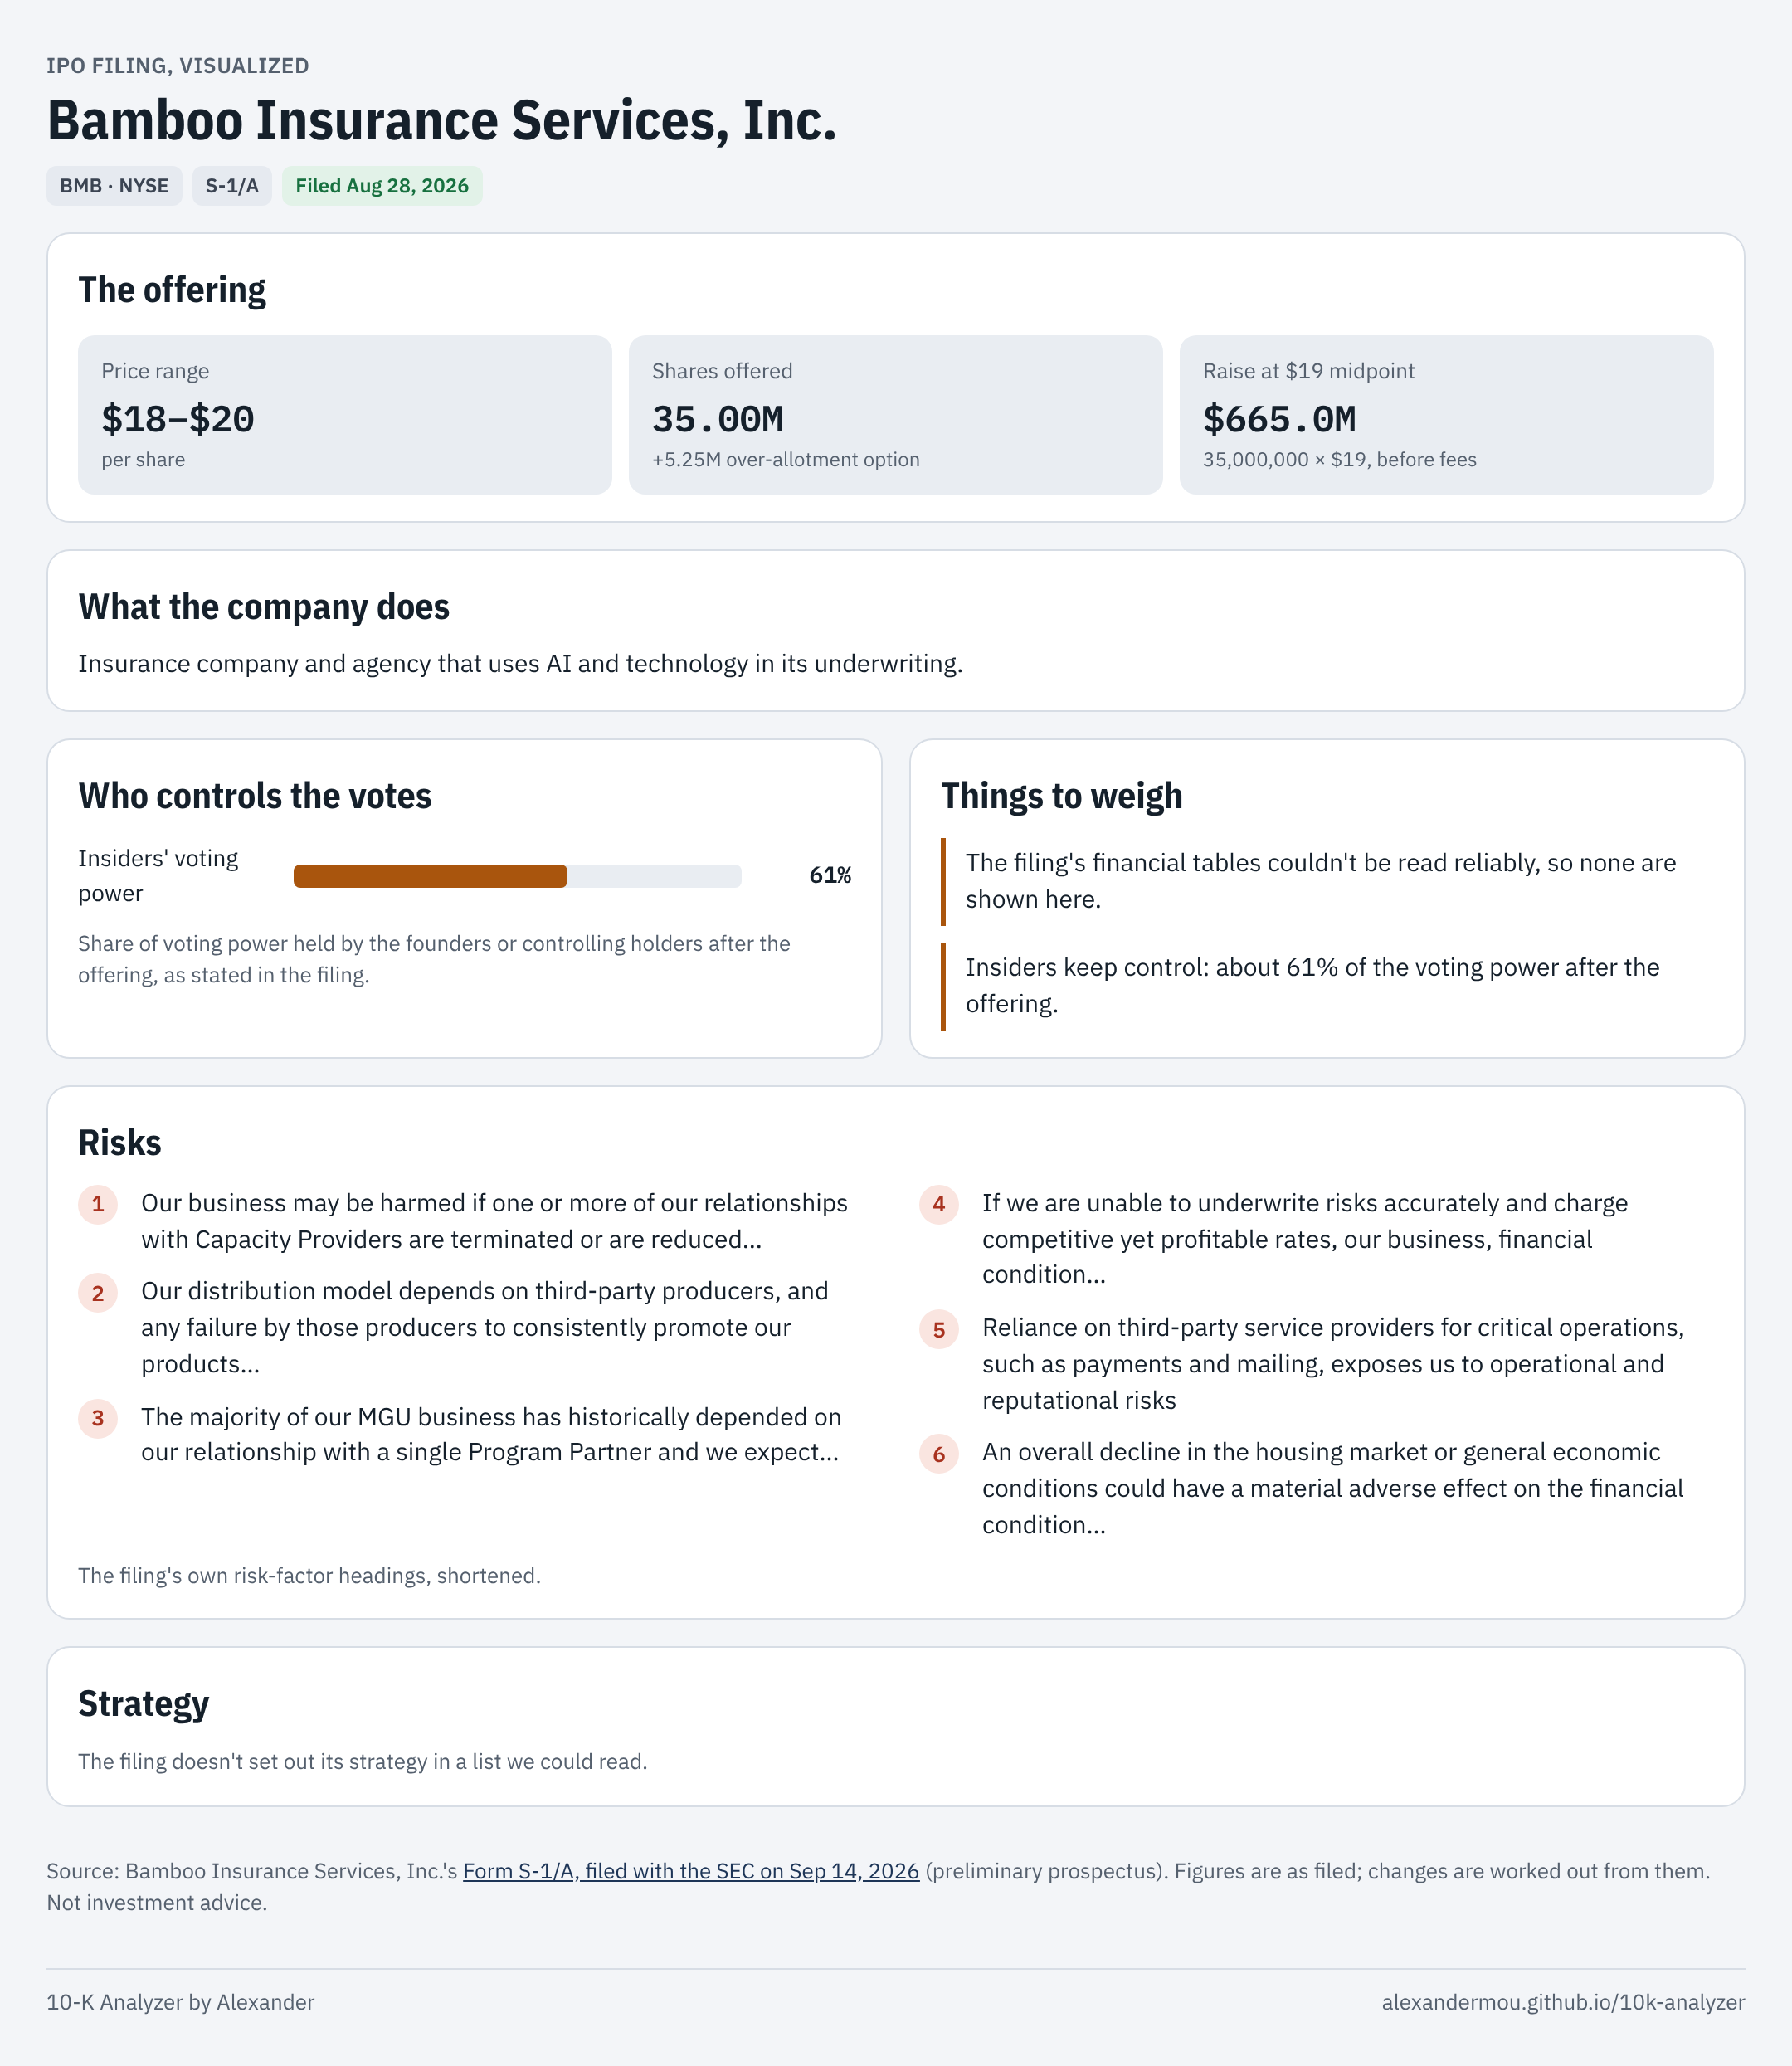 IPO FILING, VISUALIZED
Bamboo Insurance Services, Inc.
BMB · NYSE
S-1/A
Filed Aug 28, 2026
The offering
Price range
$18–$20
per share
Shares offered
35.00M
+5.25M over-allotment option
Raise at $19 midpoint
$665.0M
35,000,000 × $19, before fees
What the company does
Insurance company and agency that uses AI and technology in its underwriting.
Who controls the votes
Insiders' voting
power
61%
Share of voting power held by the founders or controlling holders after the
offering, as stated in the filing.
Things to weigh
The filing's financial tables couldn't be read reliably, so none are
shown here.
Insiders keep control: about 61% of the voting power after the
offering.
Risks
1
Our business may be harmed if one or more of our relationships
with Capacity Providers are terminated or are reduced...
2
Our distribution model depends on third-party producers, and
any failure by those producers to consistently promote our
products...
3
The majority of our MGU business has historically depended on
our relationship with a single Program Partner and we expect...
4
If we are unable to underwrite risks accurately and charge
competitive yet profitable rates, our business, financial
condition...
5
Reliance on third-party service providers for critical operations,
such as payments and mailing, exposes us to operational and
reputational risks
6
An overall decline in the housing market or general economic
conditions could have a material adverse effect on the financial
condition...
The filing's own risk-factor headings, shortened.
Strategy
The filing doesn't set out its strategy in a list we could read.
Source: Bamboo Insurance Services, Inc.'s Form S-1/A, filed with the SEC on Sep 14, 2026 (preliminary prospectus). Figures are as filed; changes are worked out from them.
Not investment advice.
10-K Analyzer by Alexander
alexandermou.github.io/10k-analyzer